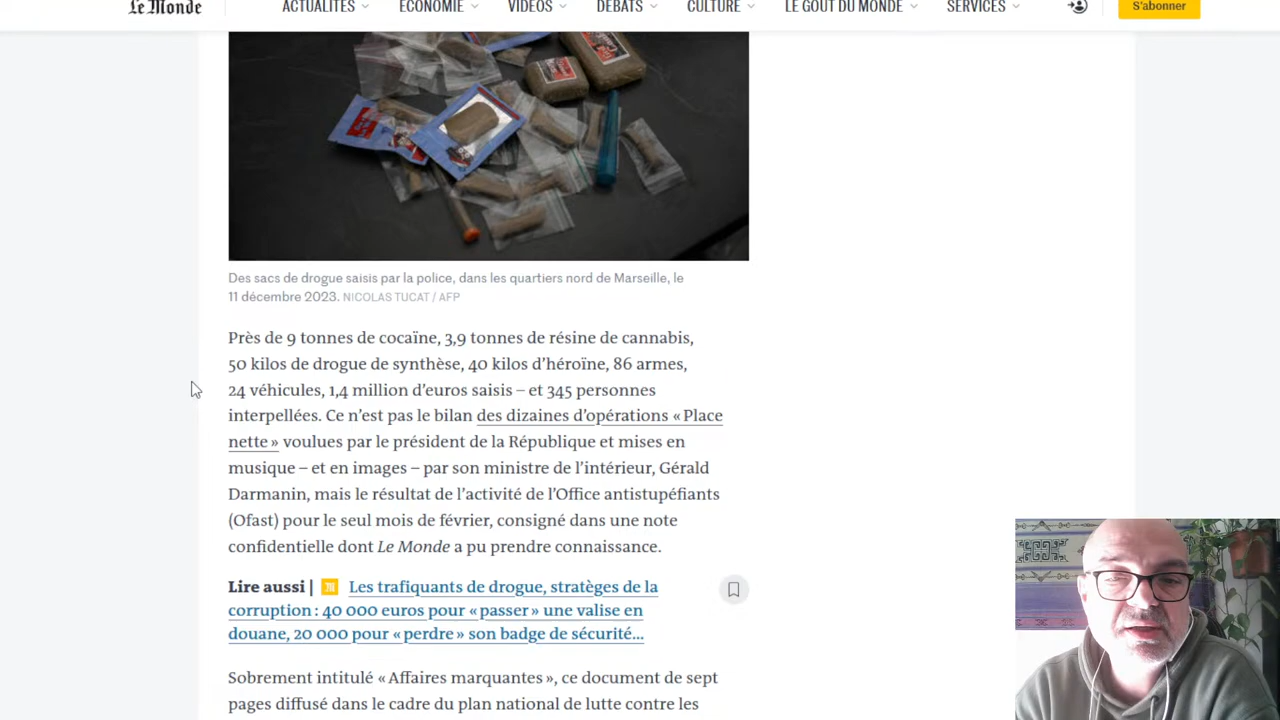 Le Monde
ACTUALITÉS ÉCONOMIE VIDÉOS DÉBATS CULTURE LE GOÛT DU MONDE SERVICES S'abonner
Des sacs de drogue saisis par la police, dans les quartiers nord de Marseille, le
11 décembre 2023. NICOLAS TUCAT / AFP
Près de 9 tonnes de cocaïne, 3,9 tonnes de résine de cannabis,
50 kilos de drogue de synthèse, 40 kilos d’héroïne, 86 armes,
24 véhicules, 1,4 million d’euros saisis – et 345 personnes
interpellées. Ce n’est pas le bilan des dizaines d’opérations « Place
nette » voulues par le président de la République et mises en
musique – et en images – par son ministre de l’intérieur, Gérald
Darmanin, mais le résultat de l’activité de l’Office antistupéfiants
(Ofast) pour le seul mois de février, consigné dans une note
confidentielle dont Le Monde a pu prendre connaissance.
Lire aussi | Les trafiquants de drogue, stratèges de la
corruption : 40 000 euros pour « passer » une valise en
douane, 20 000 pour « perdre » son badge de sécurité…
Sobrement intitulé « Affaires marquantes », ce document de sept
pages diffusé dans le cadre du plan national de lutte contre les